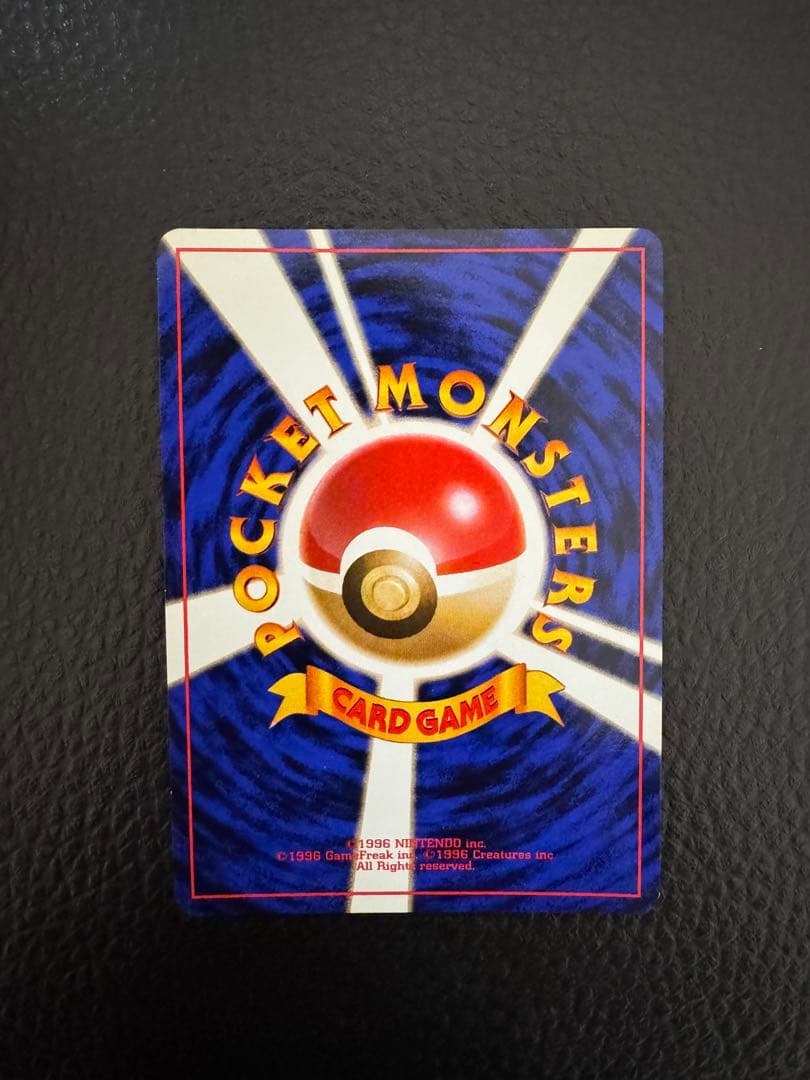 POCKET MONSTERS
CARD GAME
©1996 NINTENDO inc.
©1996 GameFreak inc. ©1996 Creatures inc
All Rights reserved.